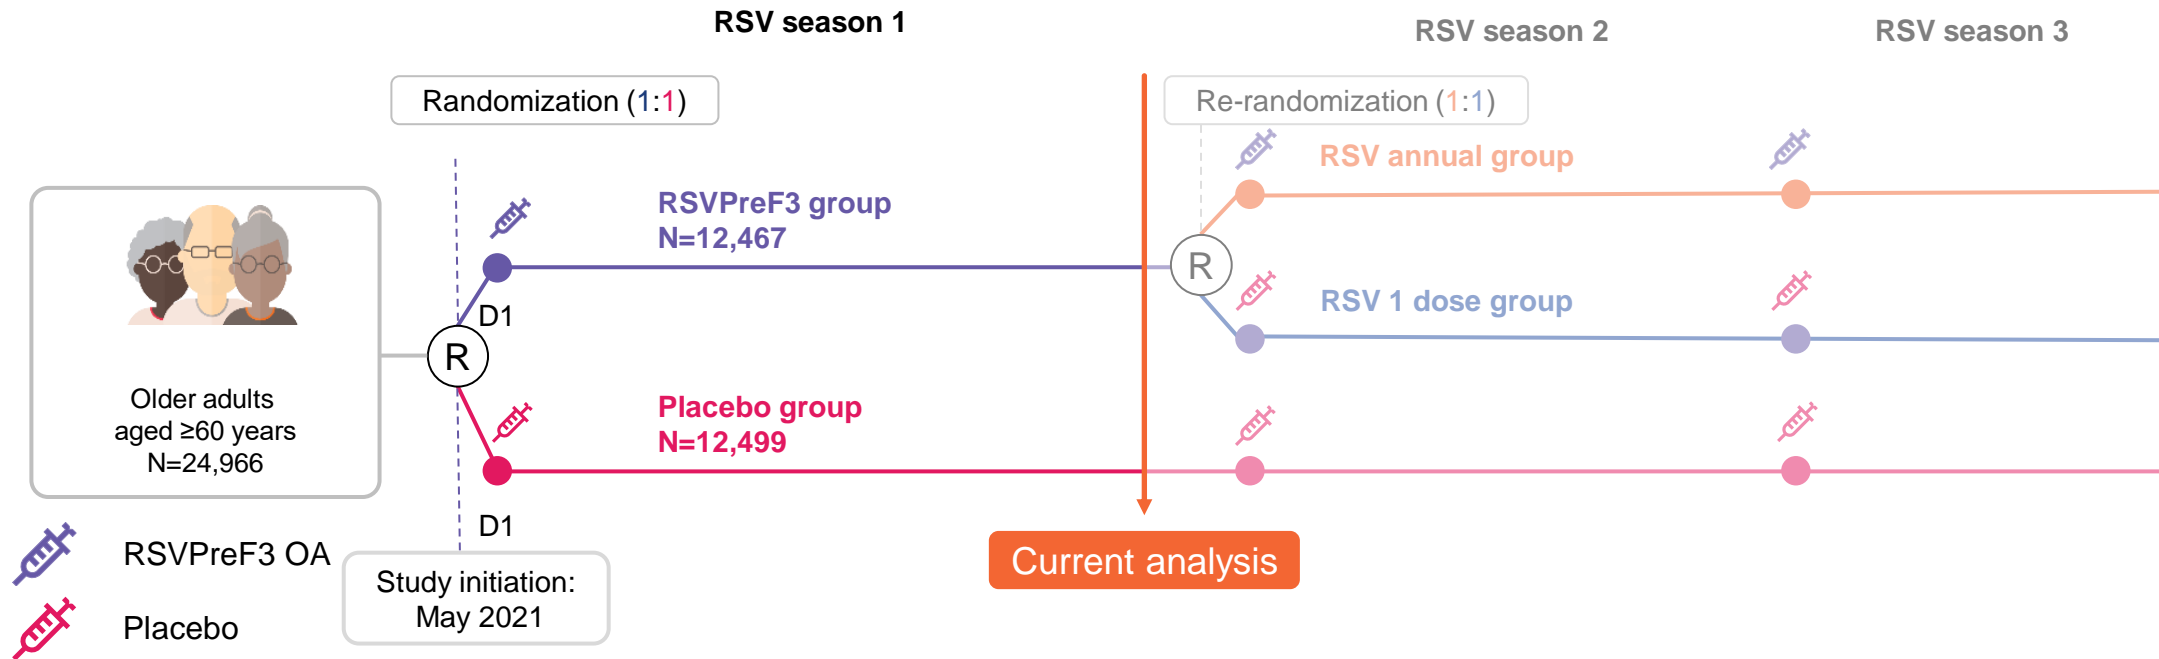 RSV season 1
RSV season 2
RSV season 3
Randomization (1:1)
Re-randomization (1:1)
RSV annual group
RSVPreF3 group
N=12,467
R
RSV 1 dose group
D1
R
Older adults
aged ≥60 years
N=24,966
Placebo group
N=12,499
D1
RSVPreF3 OA
Study initiation:
May 2021
Current analysis
Placebo